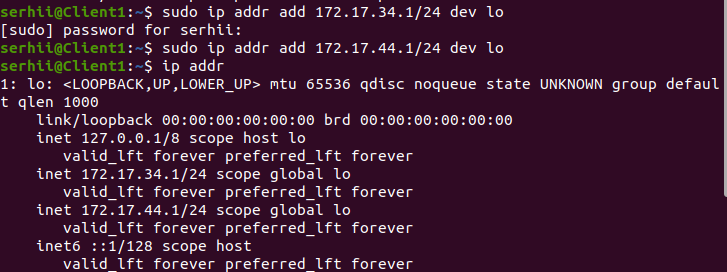 serhii@Client1:~$ sudo ip addr add 172.17.34.1/24 dev lo
[sudo] password for serhii:
serhii@Client1:~$ sudo ip addr add 172.17.44.1/24 dev lo
serhii@Client1:~$ ip addr
1: lo: <LOOPBACK,UP,LOWER_UP> mtu 65536 qdisc noqueue state UNKNOWN group defaul
t qlen 1000
    link/loopback 00:00:00:00:00:00 brd 00:00:00:00:00:00
    inet 127.0.0.1/8 scope host lo
       valid_lft forever preferred_lft forever
    inet 172.17.34.1/24 scope global lo
       valid_lft forever preferred_lft forever
    inet 172.17.44.1/24 scope global lo
       valid_lft forever preferred_lft forever
    inet6 ::1/128 scope host
       valid_lft forever preferred_lft forever